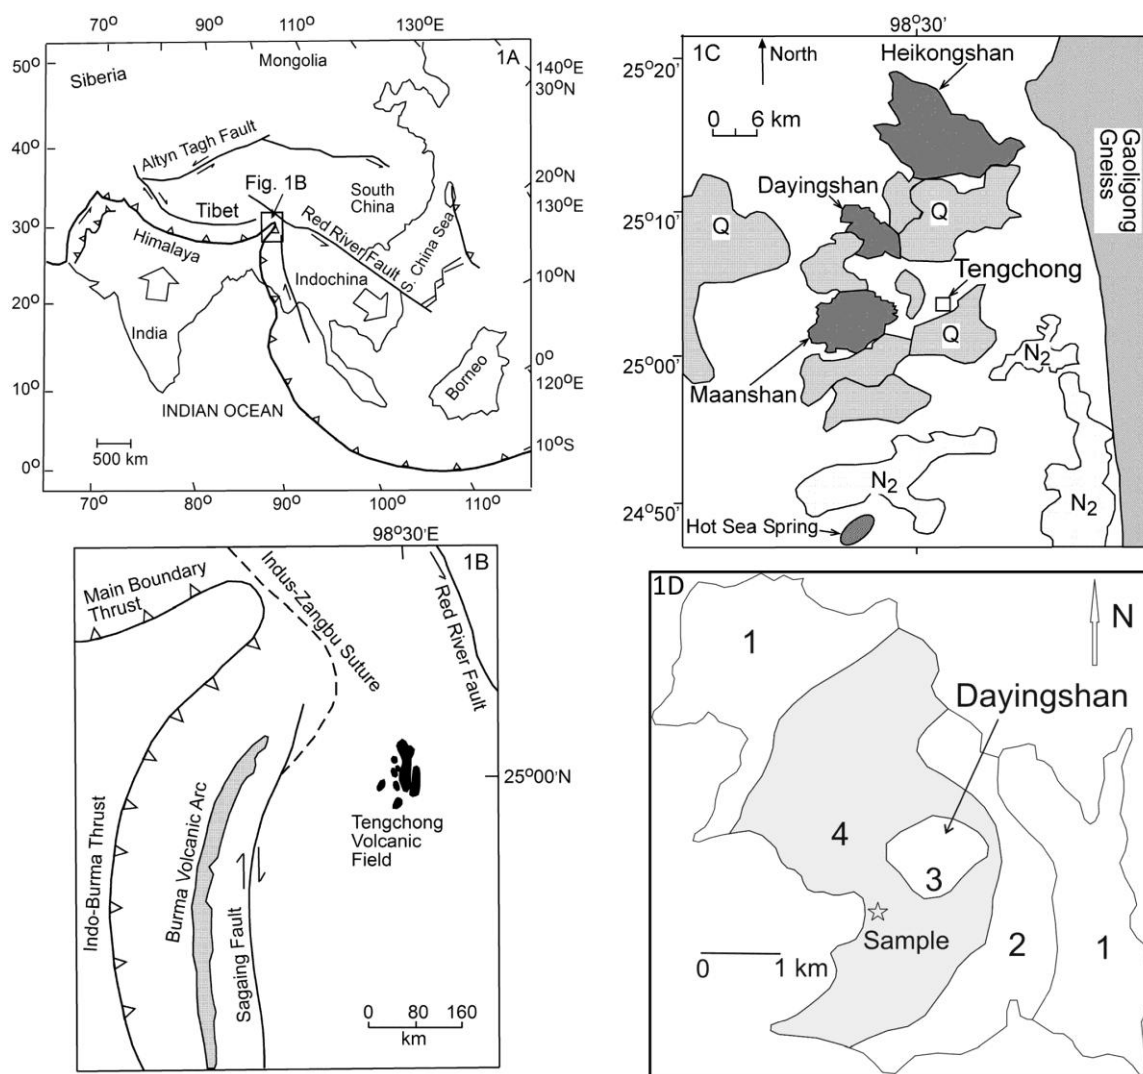 70° 80° 90° 100° 110° 130°E
1A
50° Siberia Mongolia 140°E
30°N
40° Altyn Tagh Fault
Fig. 1B
South
China
20°N
130°E
30° Tibet
Himalaya
Red River Fault
S. China Sea
Indochina
10°N
20°
India
0°
120°E
10° INDIAN OCEAN
Borneo
10°S
500 km
0°
70° 80° 90° 100° 110°
98°30'E
1B
Main Boundary
Thrust
Indus-Zangbu Suture
Red River Fault
25°00'N
Indo-Burma Thrust
Burma Volcanic Arc
Sagaing Fault
Tengchong
Volcanic
Field
0 80 160
km
98°30'
1C
North
Heikongshan
25°20'
0 6 km
Gaoligong
Gneiss
Dayingshan
25°10'
Q
Q
Tengchong
Q
N2
25°00'
Maanshan
N2
N2
24°50'
Hot Sea Spring
1D
N
1
Dayingshan
4
3
Sample
2
1
0 1 km